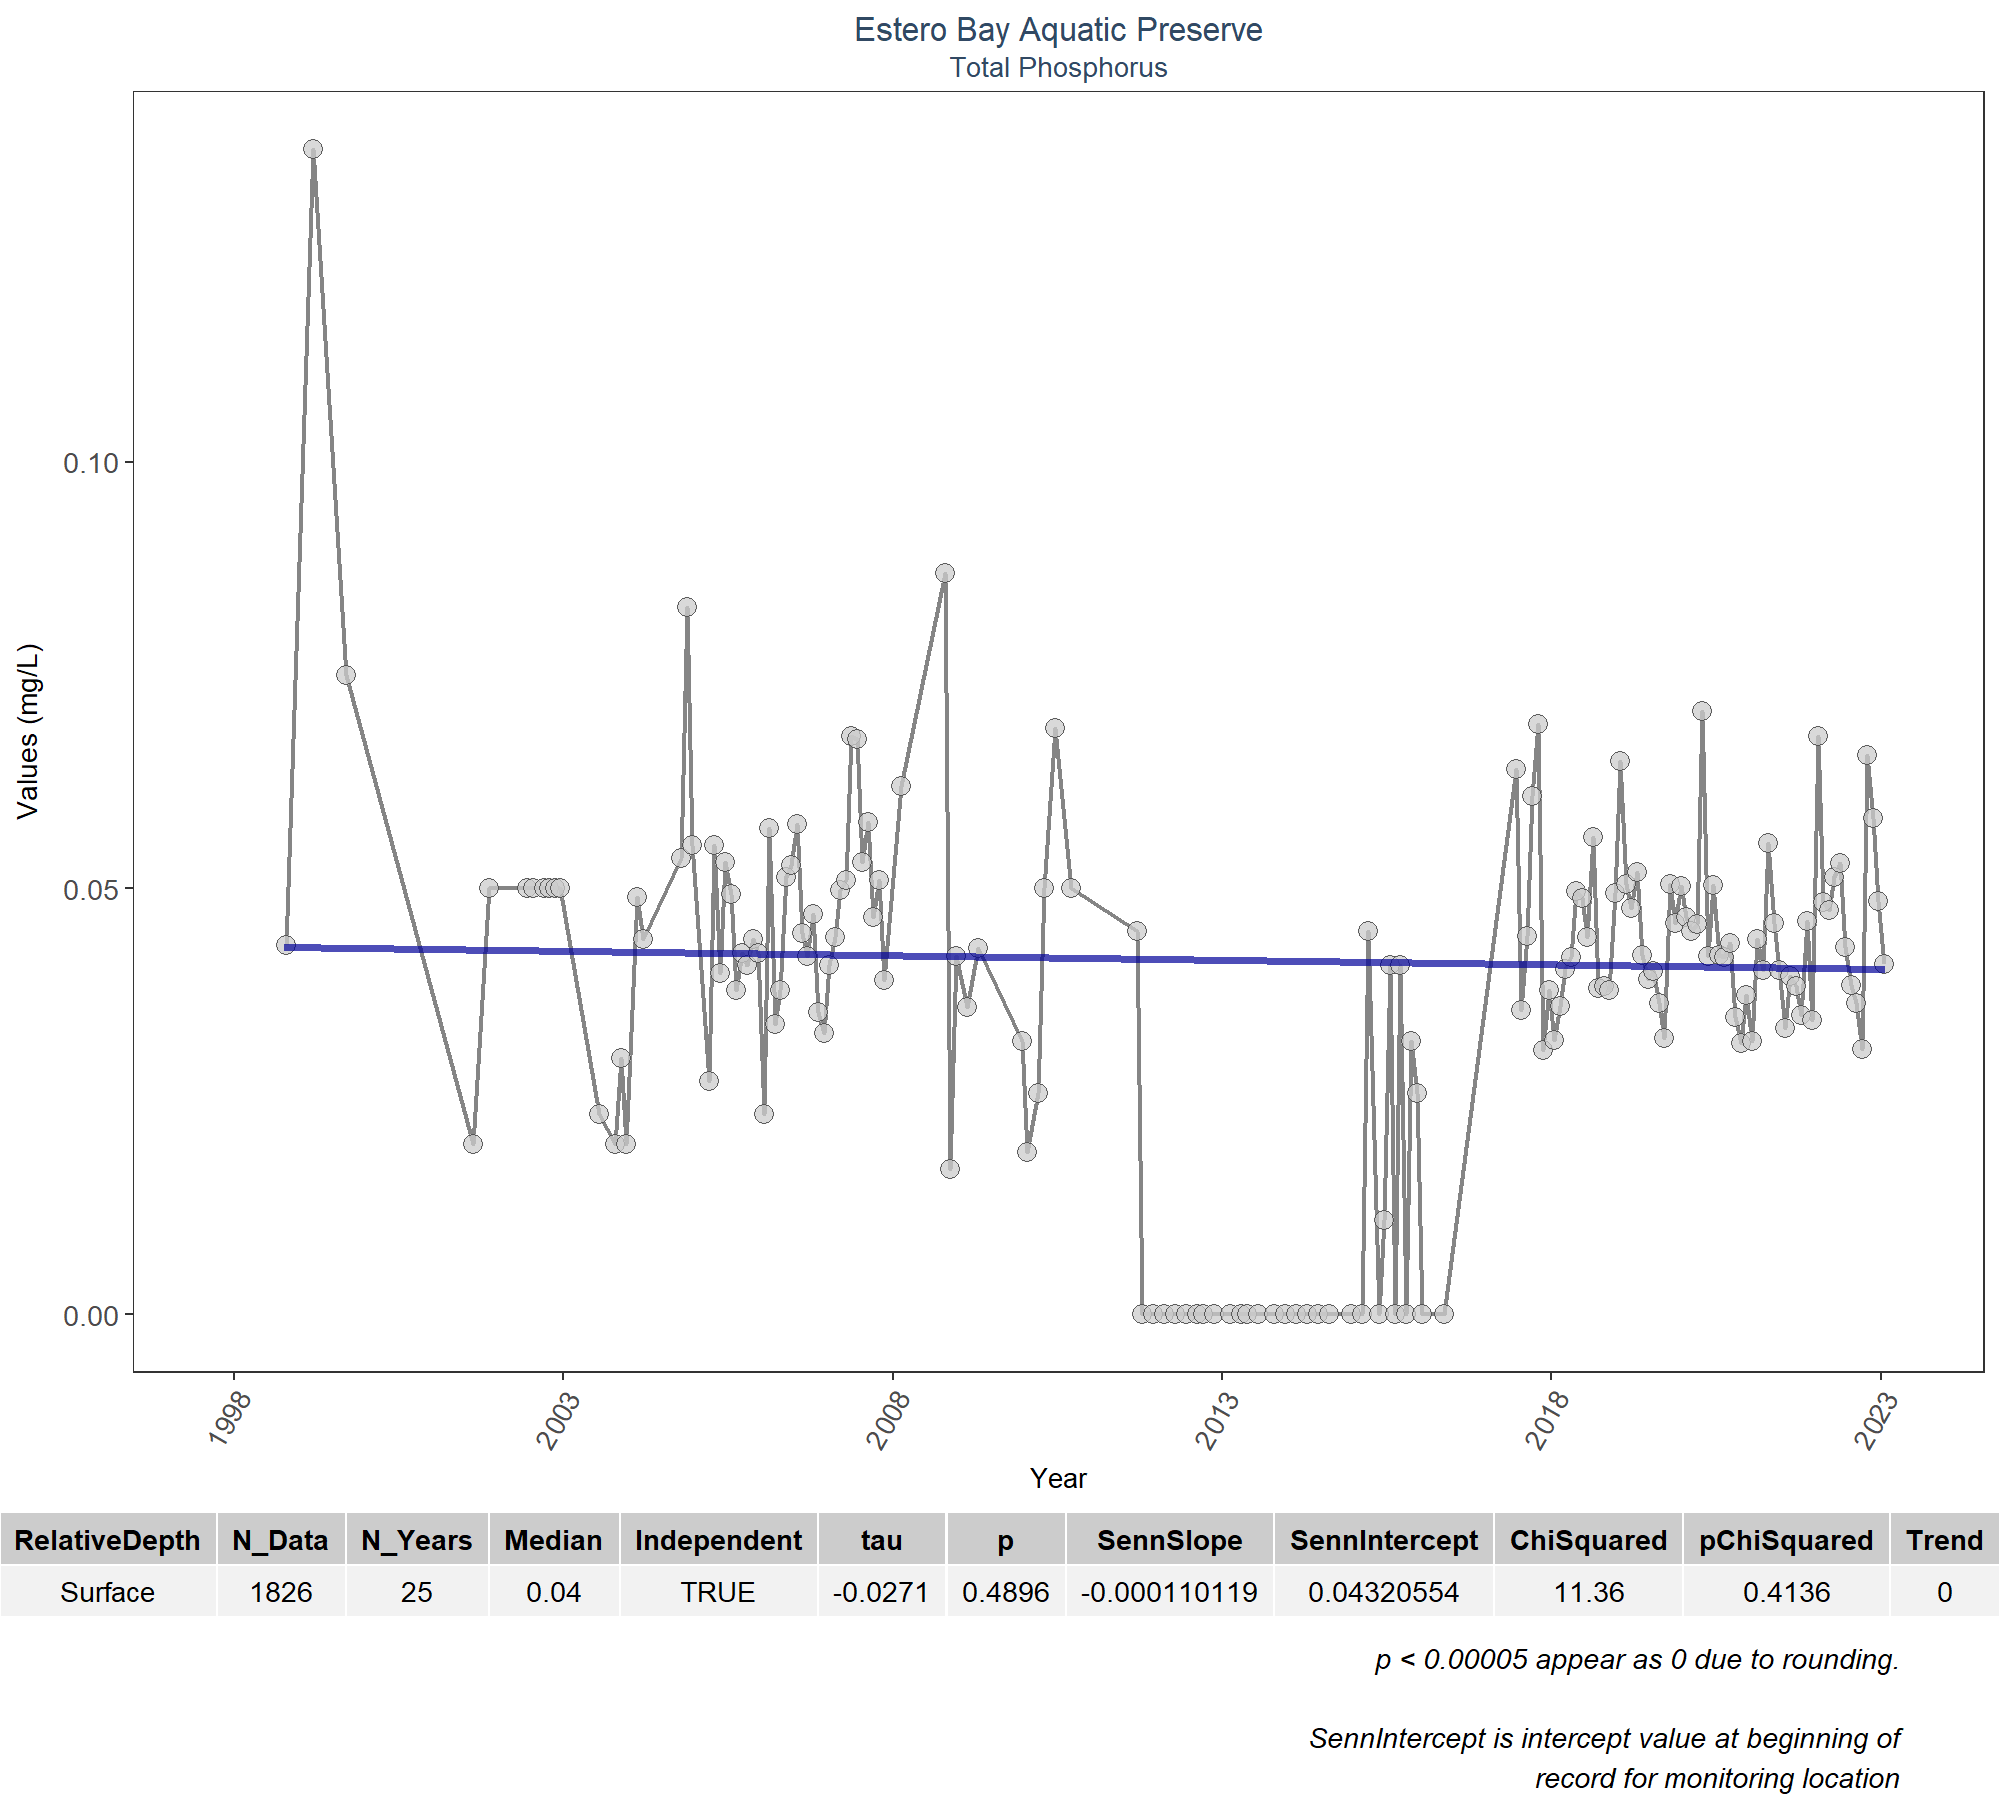 Estero Bay Aquatic Preserve
Total Phosphorus
Values (mg/L)
0.10
0.05
0.00
1998 2003 2008 2013 2018 2023
Year
RelativeDepth N_Data N_Years Median Independent tau p SennSlope SennIntercept ChiSquared pChiSquared Trend
Surface 1826 25 0.04 TRUE -0.0271 0.4896 -0.000110119 0.04320554 11.36 0.4136 0
p < 0.00005 appear as 0 due to rounding.
SennIntercept is intercept value at beginning of
record for monitoring location